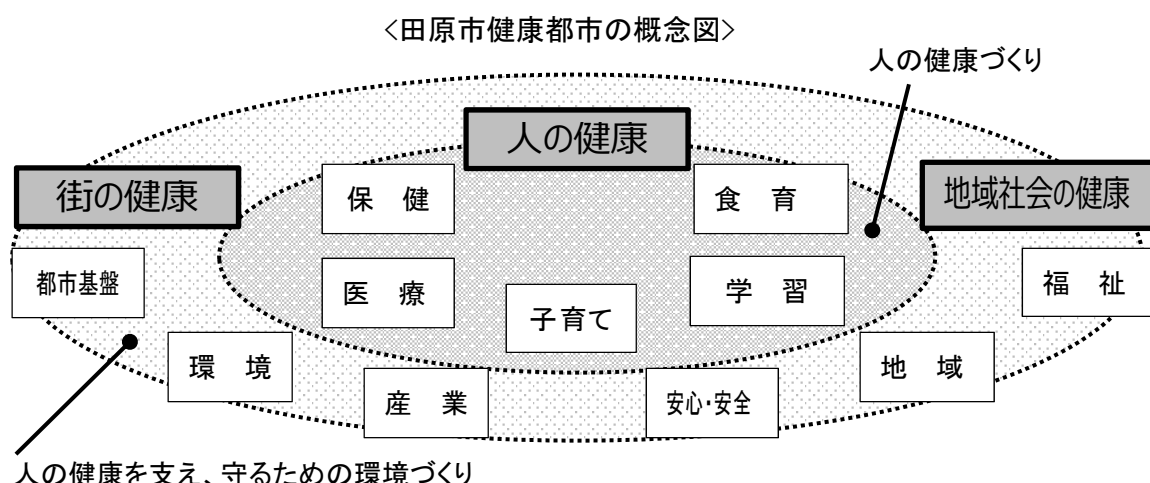 <田原市健康都市の概念図>
人の健康づくり
人の健康
街の健康
地域社会の健康
保　健
食　育
都市基盤
医　療
学　習
福　祉
子育て
環　境
地　域
産　業
安心・安全
人の健康を支え、守るための環境づくり